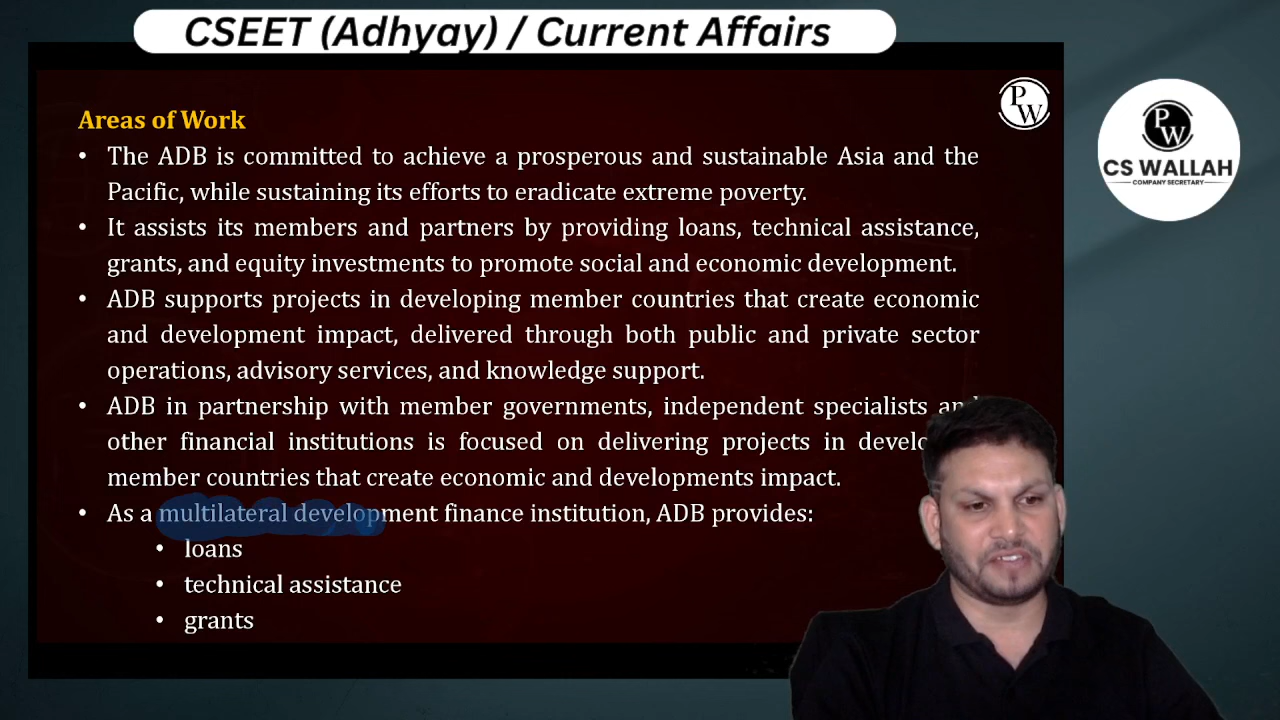 CSEET (Adhyay) / Current Affairs
PW
PW
CS WALLAH
COMPANY SECRETARY
Areas of Work
• The ADB is committed to achieve a prosperous and sustainable Asia and the
Pacific, while sustaining its efforts to eradicate extreme poverty.
• It assists its members and partners by providing loans, technical assistance,
grants, and equity investments to promote social and economic development.
• ADB supports projects in developing member countries that create economic
and development impact, delivered through both public and private sector
operations, advisory services, and knowledge support.
• ADB in partnership with member governments, independent specialists and
other financial institutions is focused on delivering projects in
member countries that create economic and developments impact.
• As a multilateral development finance institution, ADB provides:
• loans
• technical assistance
• grants